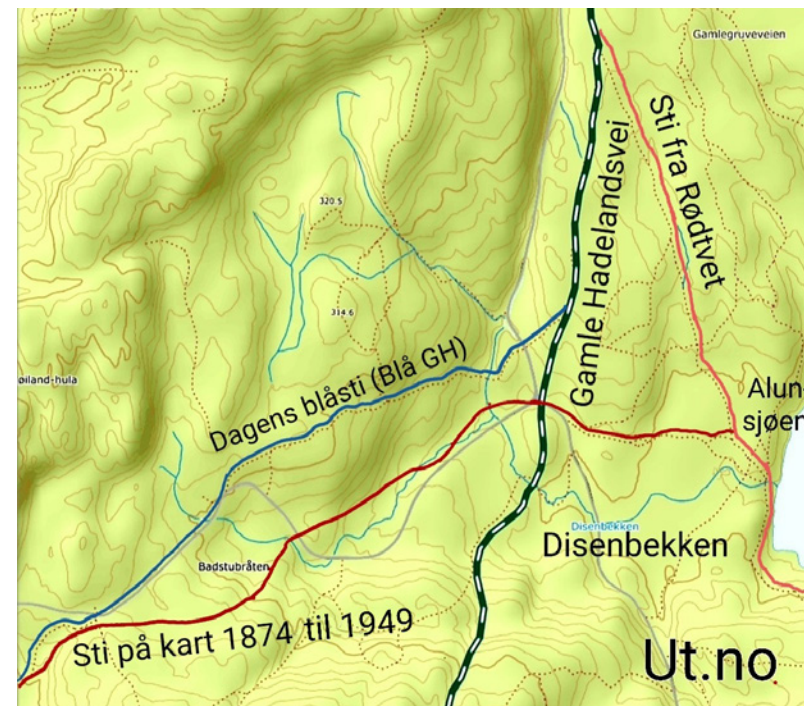 Gamlegruveveien
Sti fra Rødtvet
320.5
Gamle Hadelandsvei
314.6
Dagens blåsti (Blå GH)
øiland-hula
Alun-
sjøen
Disenbekken
Disenbekken
Badstubråten
Sti på kart 1874 til 1949
Ut.no